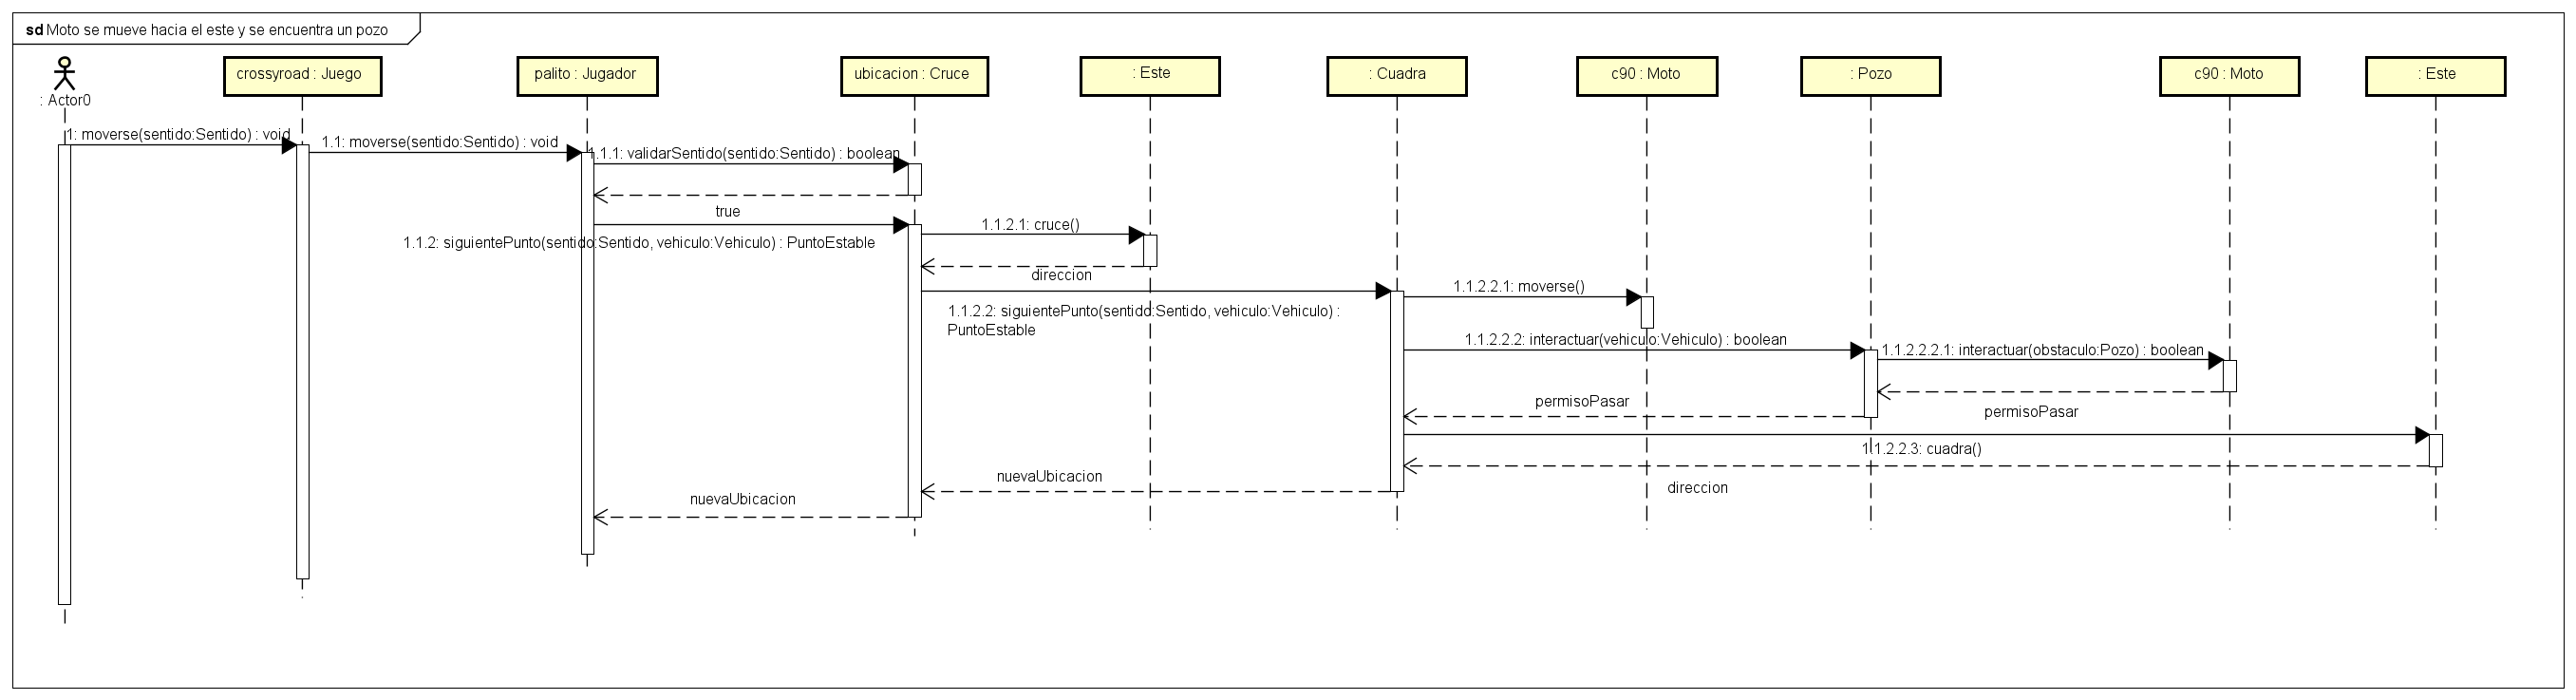 sd Moto se mueve hacia el este y se encuentra un pozo
: Actor0
crossyroad : Juego
palito : Jugador
ubicacion : Cruce
: Este
: Cuadra
c90 : Moto
: Pozo
c90 : Moto
: Este
1: moverse(sentido:Sentido) : void
1.1: moverse(sentido:Sentido) : void
1.1.1: validarSentido(sentido:Sentido) : boolean
true
1.1.2: siguientePunto(sentido:Sentido, vehiculo:Vehiculo) : PuntoEstable
1.1.2.1: cruce()
direccion
1.1.2.2: siguientePunto(sentido:Sentido, vehiculo:Vehiculo) :
PuntoEstable
1.1.2.2.1: moverse()
1.1.2.2.2: interactuar(vehiculo:Vehiculo) : boolean
1.1.2.2.2.1: interactuar(obstaculo:Pozo) : boolean
permisoPasar
permisoPasar
1.1.2.2.3: cuadra()
direccion
nuevaUbicacion
nuevaUbicacion